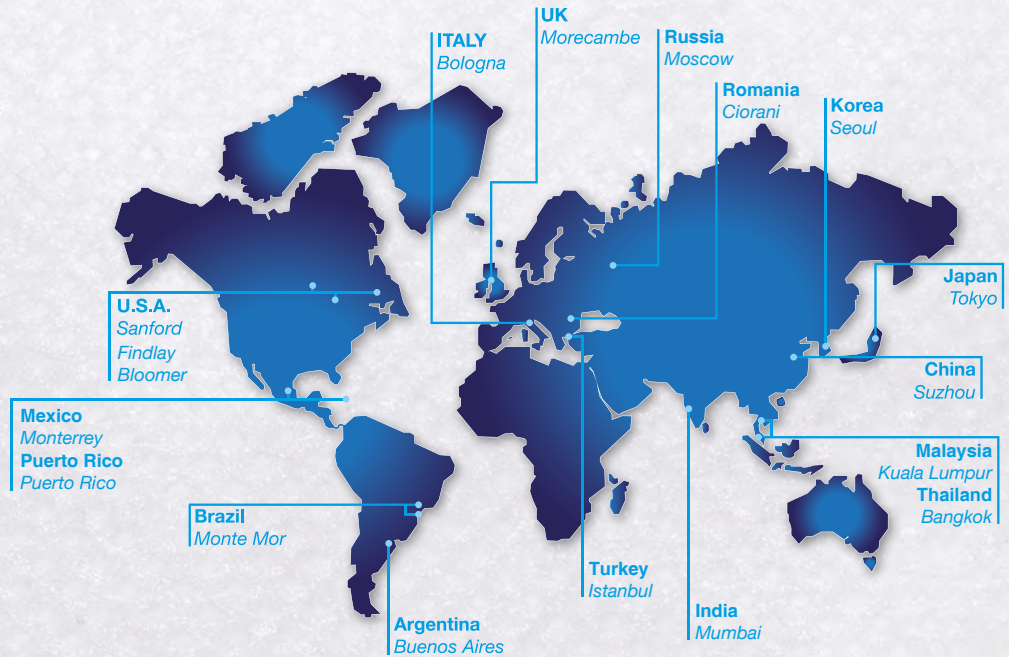 UK
Morecambe
ITALY
Bologna
Russia
Moscow
Romania
Ciorani
Korea
Seoul
Japan
Tokyo
U.S.A.
Sanford
Findlay
Bloomer
China
Suzhou
Mexico
Monterrey
Puerto Rico
Puerto Rico
Malaysia
Kuala Lumpur
Thailand
Bangkok
Brazil
Monte Mor
Turkey
Istanbul
India
Mumbai
Argentina
Buenos Aires